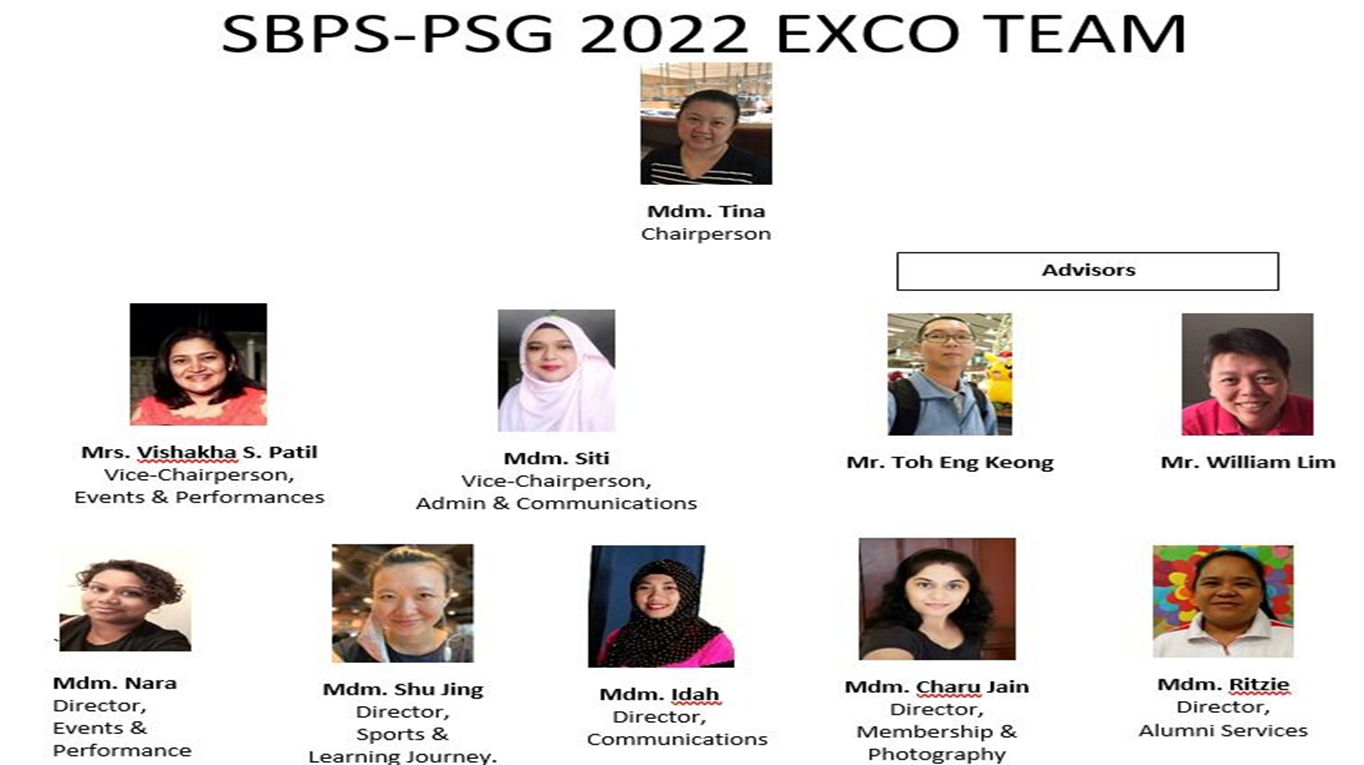 SBPS-PSG 2022 EXCO TEAM
Mdm. Tina
Chairperson
Advisors
Mrs. Vishakha S. Patil
Vice-Chairperson,
Events & Performances
Mdm. Siti
Vice-Chairperson,
Admin & Communications
Mr. Toh Eng Keong
Mr. William Lim
Mdm. Nara
Director,
Events &
Performance
Mdm. Shu Jing
Director,
Sports &
Learning Journey.
Mdm. Idah
Director,
Communications
Mdm. Charu Jain
Director,
Membership &
Photography
Mdm. Ritzie
Director,
Alumni Services